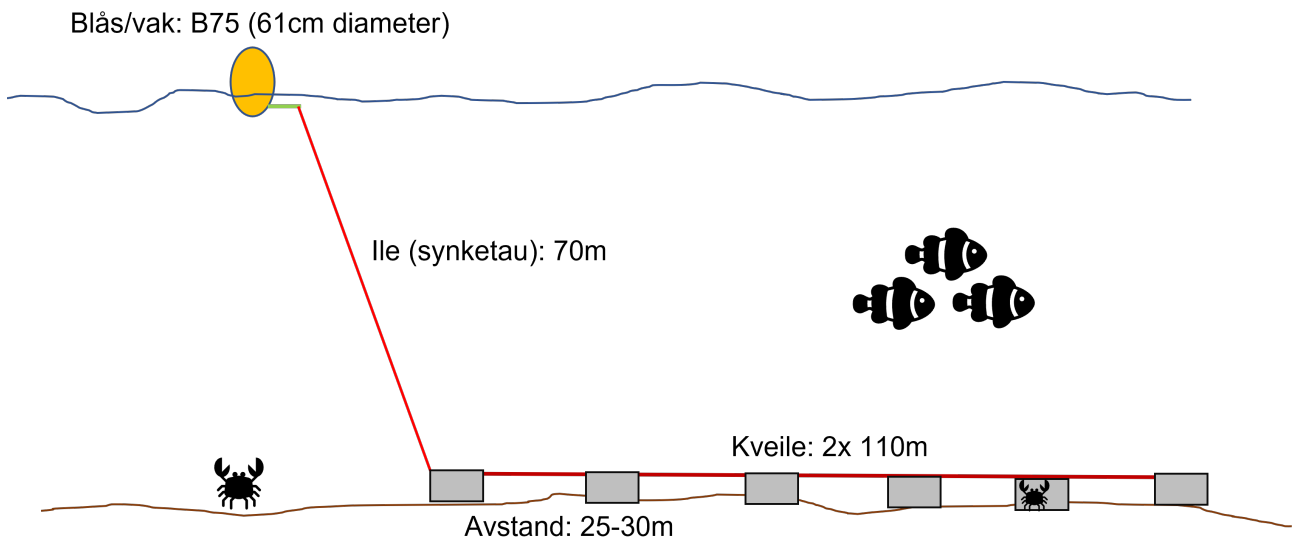 Blås/vak: B75 (61cm diameter)
Ile (synketau): 70m
Kveile: 2x 110m
Avstand: 25-30m